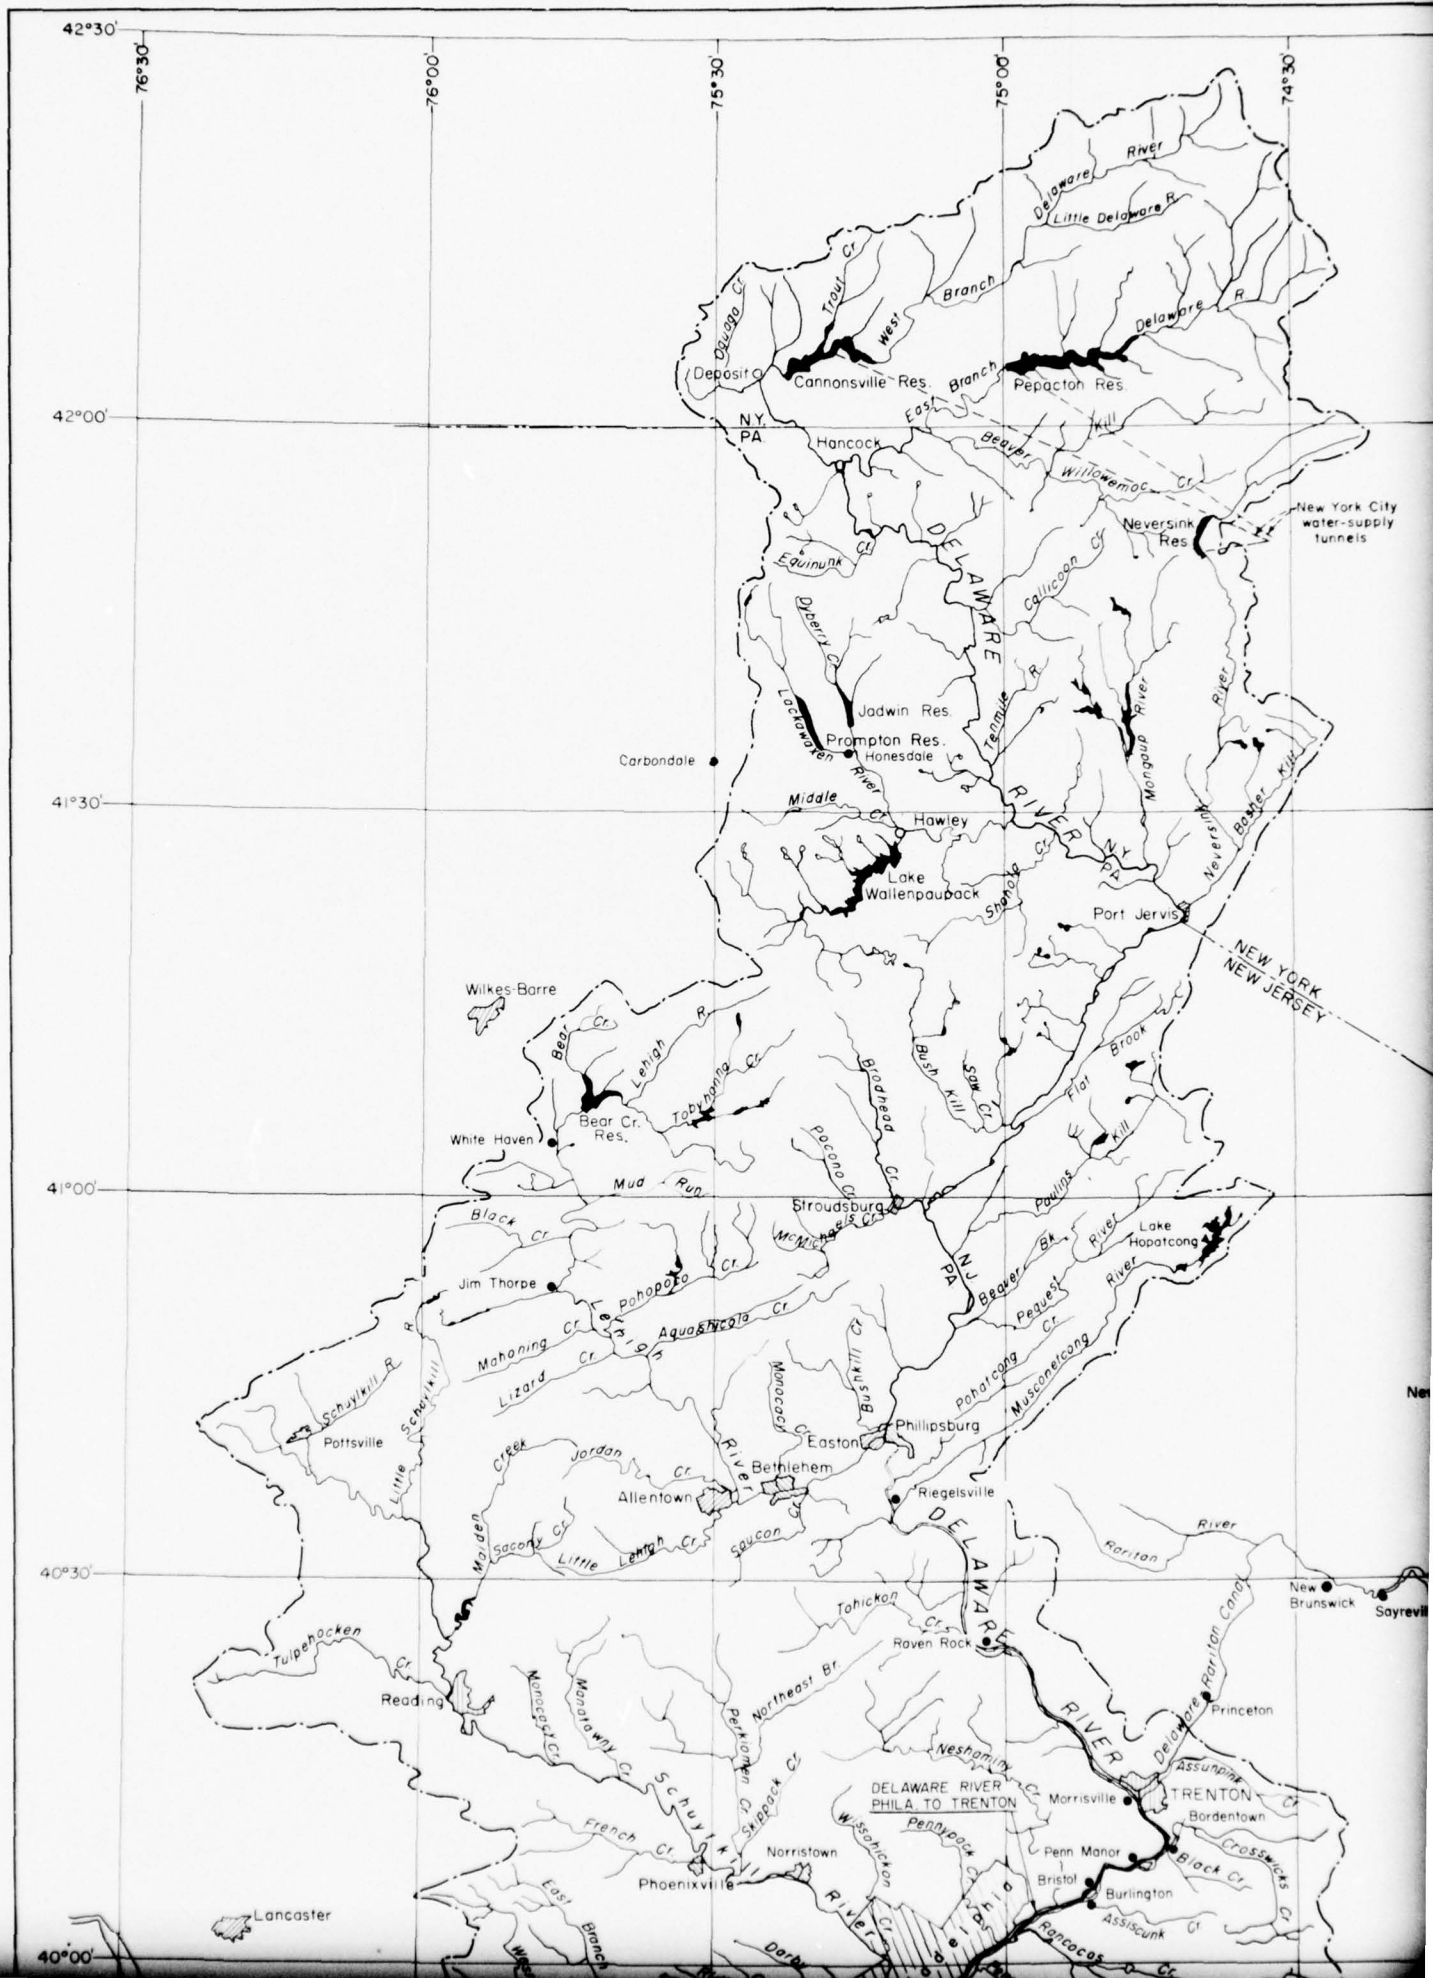 42°30'
76°30'
76°00'
75°30'
75°00'
74°30'
Delaware River
Little Delaware R.
Trout Cr.
Oquaga Cr.
West Branch
Delaware R.
Deposit
Cannonsville Res.
East Branch
Pepacton Res.
42°00'
N.Y.
PA.
Hancock
Beaver Kill
Willowemoc Cr.
Neversink
Res.
New York City
water-supply
tunnels
Equinunk Cr.
DELAWARE
Callicoon Cr.
Dyberry C.
Lackawaxen
River
Jadwin Res.
Prompton Res.
Honesdale
Carbondale
Tenmile R.
Mongaup River
Neversink River
Basher Kill
41°30'
Middle Cr.
Hawley
RIVER
N.Y.
PA.
Lake
Wallenpaupack
Shohola Cr.
Port Jervis
NEW YORK
NEW JERSEY
Wilkes-Barre
Bear Cr.
Lehigh R.
Tobyhanna Cr.
Brodhead Cr.
Bush Kill
Saw Cr.
Flat Brook
Bear Cr.
Res.
White Haven
Pocono Cr.
Paulins Kill
Mud Run
41°00'
Stroudsburg
McMichaels Cr.
Black Cr.
Lake
Hopatcong
Jim Thorpe
Pohopoco Cr.
N.J.
PA.
Beaver Bk.
Pequest River
Aquashicola Cr.
Lehigh
Mahoning Cr.
Lizard Cr.
Monocacy Cr.
Bushkill Cr.
Pohatcong Cr.
Musconetcong River
Schuylkill R.
Little Schuylkill R.
Pottsville
New
Phillipsburg
Easton
Maiden Creek
Jordan Cr.
River
Bethlehem
Allentown
Riegelsville
DELAWARE
Sacony Cr.
Little Lehigh Cr.
Saucon Cr.
Raritan River
40°30'
New
Brunswick
Sayrevill
Tohickon Cr.
Raven Rock
Tulpehocken Cr.
Reading
Monocacy Cr.
Manatawny Cr.
Perkiomen Cr.
Northeast Br.
RIVER
Delaware Raritan Canal
Princeton
Neshaminy Cr.
Assunpink Cr.
Schuylkill
Skippack Cr.
DELAWARE RIVER
PHILA. TO TRENTON
Morrisville
TRENTON
Bordentown
French Cr.
Wissahickon Cr.
Pennypack Cr.
Penn Manor
Crosswicks Cr.
Black Cr.
Norristown
Phoenixville
Bristol
Burlington
River
Assiscunk Cr.
Lancaster
East Branch
Rancocas Cr.
40°00'